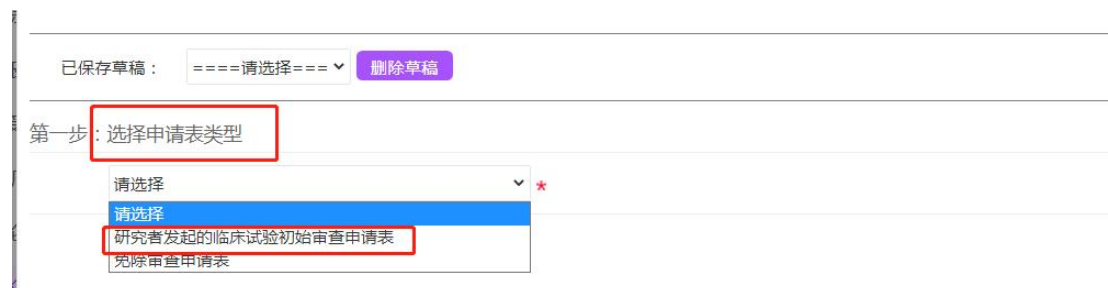 已保存草稿： ====请选择=== 删除草稿
第一步：选择申请表类型
请选择 *
请选择
研究者发起的临床试验初始审查申请表
免除审查申请表